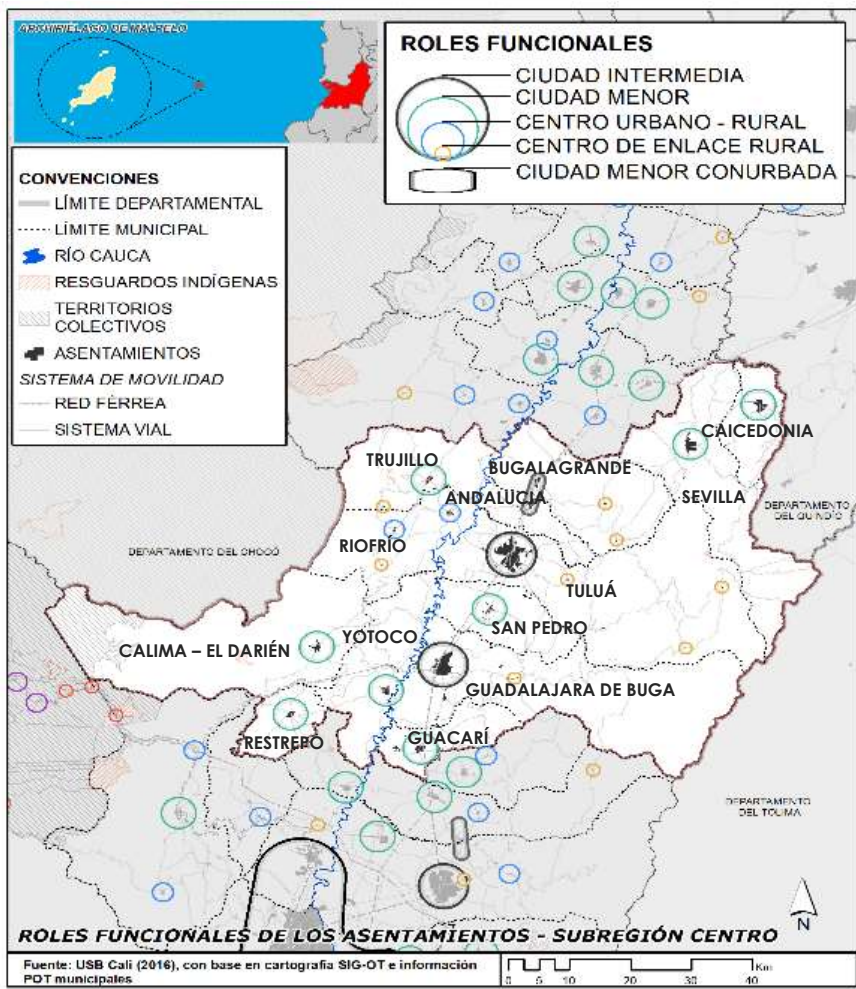 ARCHIPIÉLAGO DE MALPELO
ROLES FUNCIONALES
CIUDAD INTERMEDIA
CIUDAD MENOR
CENTRO URBANO - RURAL
CENTRO DE ENLACE RURAL
CIUDAD MENOR CONURBADA
CONVENCIONES
LÍMITE DEPARTAMENTAL
LÍMITE MUNICIPAL
RÍO CAUCA
RESGUARDOS INDÍGENAS
TERRITORIOS
COLECTIVOS
ASENTAMIENTOS
SISTEMA DE MOVILIDAD
RED FÉRREA
SISTEMA VIAL
CAICEDONIA
TRUJILLO
BUGALAGRANDE
ANDALUCIA
SEVILLA
DEPARTAMENTO
DEL QUINDÍO
RIOFRÍO
DEPARTAMENTO DEL CHOCÓ
TULUÁ
SAN PEDRO
YOTOCO
CALIMA – EL DARIÉN
GUADALAJARA DE BUGA
RESTREPO
GUACARÍ
DEPARTAMENTO
DEL TOLIMA
N
ROLES FUNCIONALES DE LOS ASENTAMIENTOS - SUBREGIÓN CENTRO
Fuente: USB Cali (2016), con base en cartografía SIG-OT e información
POT municipales
Km
0 5 10 20 30 40